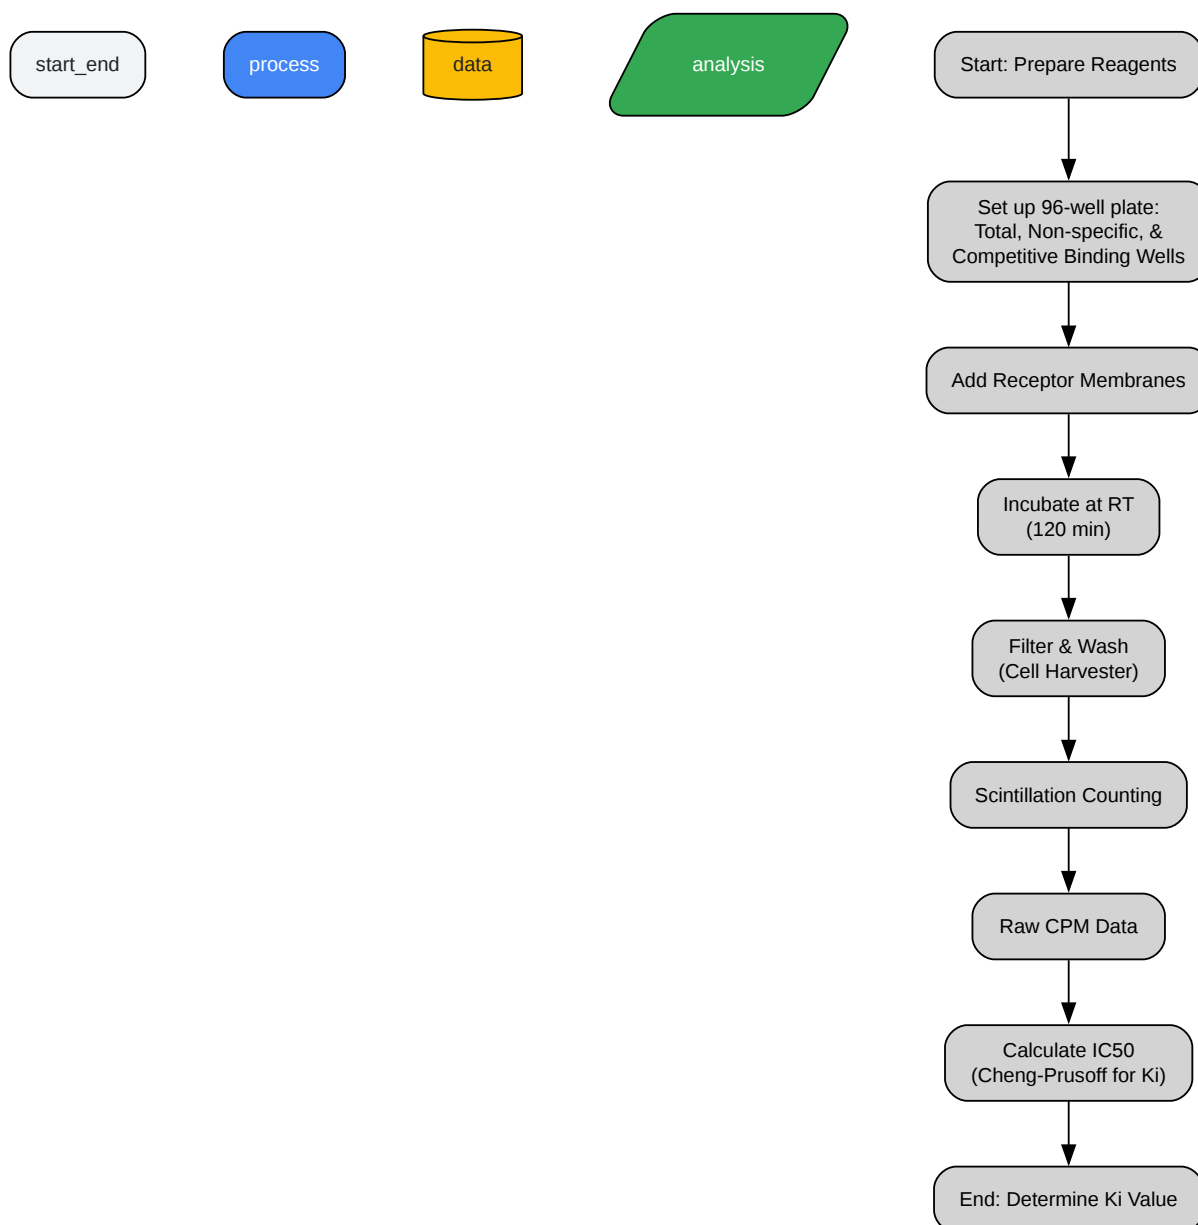 start_end
process
data
analysis
Start: Prepare Reagents
Set up 96-well plate:
Total, Non-specific, &
Competitive Binding Wells
Add Receptor Membranes
Incubate at RT
(120 min)
Filter & Wash
(Cell Harvester)
Scintillation Counting
Raw CPM Data
Calculate IC50
(Cheng-Prusoff for Ki)
End: Determine Ki Value